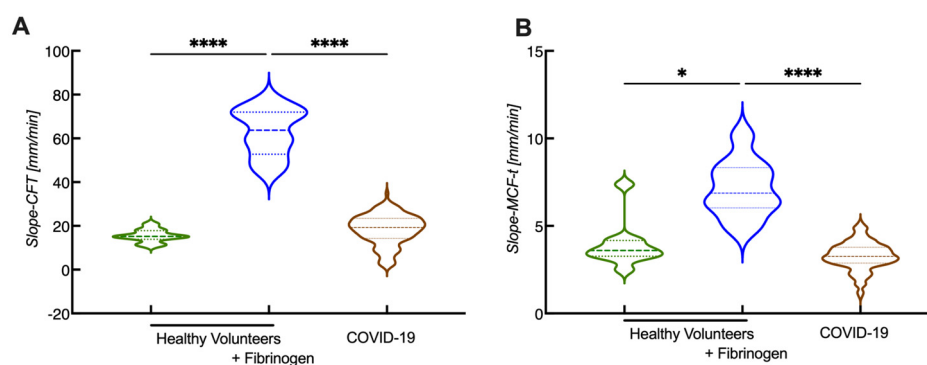 A
Slope-CFT [mm/min]
100
80
60
40
20
0
-20
****
****
Healthy Volunteers
+ Fibrinogen
COVID-19
B
Slope-MCF-t [mm/min]
15
10
5
0
*
****
Healthy Volunteers
+ Fibrinogen
COVID-19